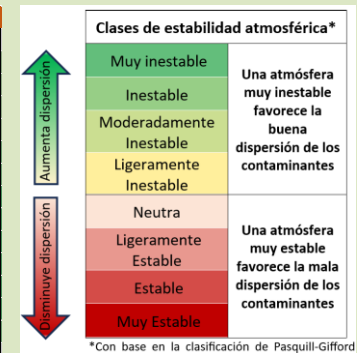 Clases de estabilidad atmosférica*
Aumenta dispersión
Muy inestable
Inestable
Moderadamente
Inestable
Ligeramente
Inestable
Una atmósfera
muy inestable
favorece la
buena
dispersión de los
contaminantes
Disminuye dispersión
Neutra
Ligeramente
Estable
Estable
Muy Estable
Una atmósfera
muy estable
favorece la mala
dispersión de los
contaminantes
*Con base en la clasificación de Pasquill-Gifford